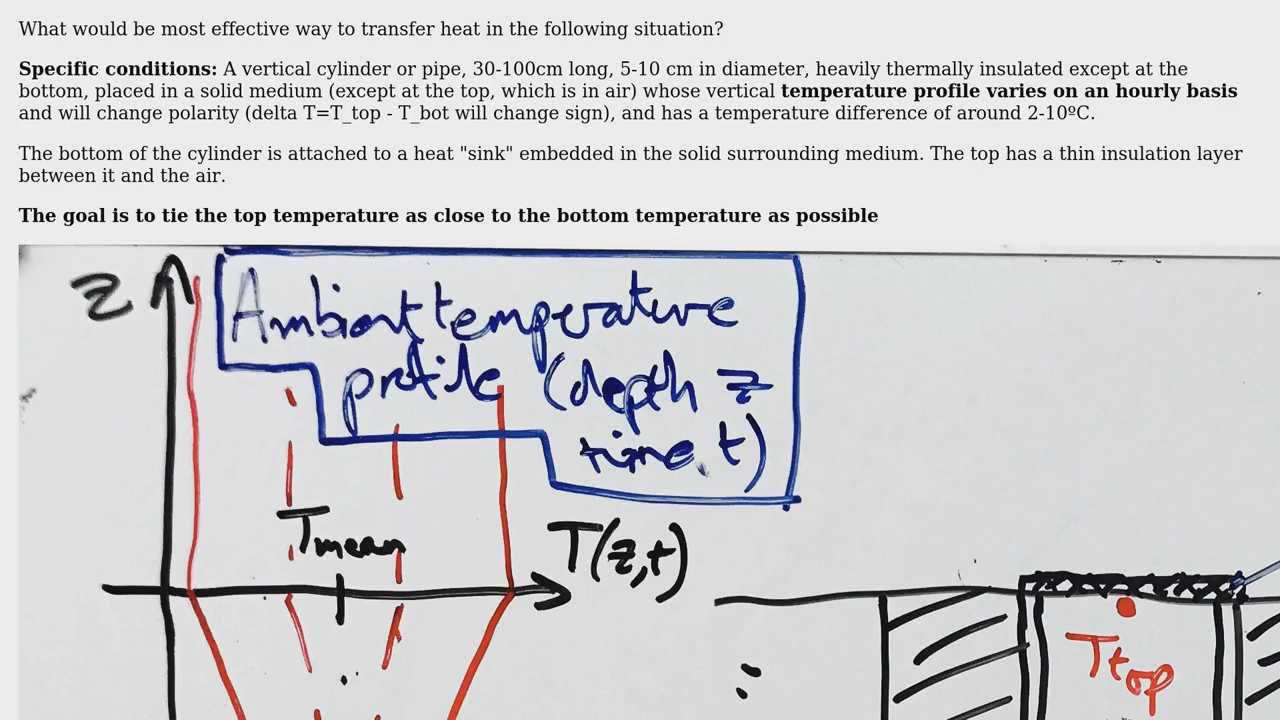 What would be most effective way to transfer heat in the following situation?
Specific conditions: A vertical cylinder or pipe, 30-100cm long, 5-10 cm in diameter, heavily thermally insulated except at the
bottom, placed in a solid medium (except at the top, which is in air) whose vertical temperature profile varies on an hourly basis
and will change polarity (delta T=T_top - T_bot will change sign), and has a temperature difference of around 2-10ºC.
The bottom of the cylinder is attached to a heat "sink" embedded in the solid surrounding medium. The top has a thin insulation layer
between it and the air.
The goal is to tie the top temperature as close to the bottom temperature as possible
z
Ambient temperature
profile (depth z
time, t)
Tmean
T(z,t)
Ttop